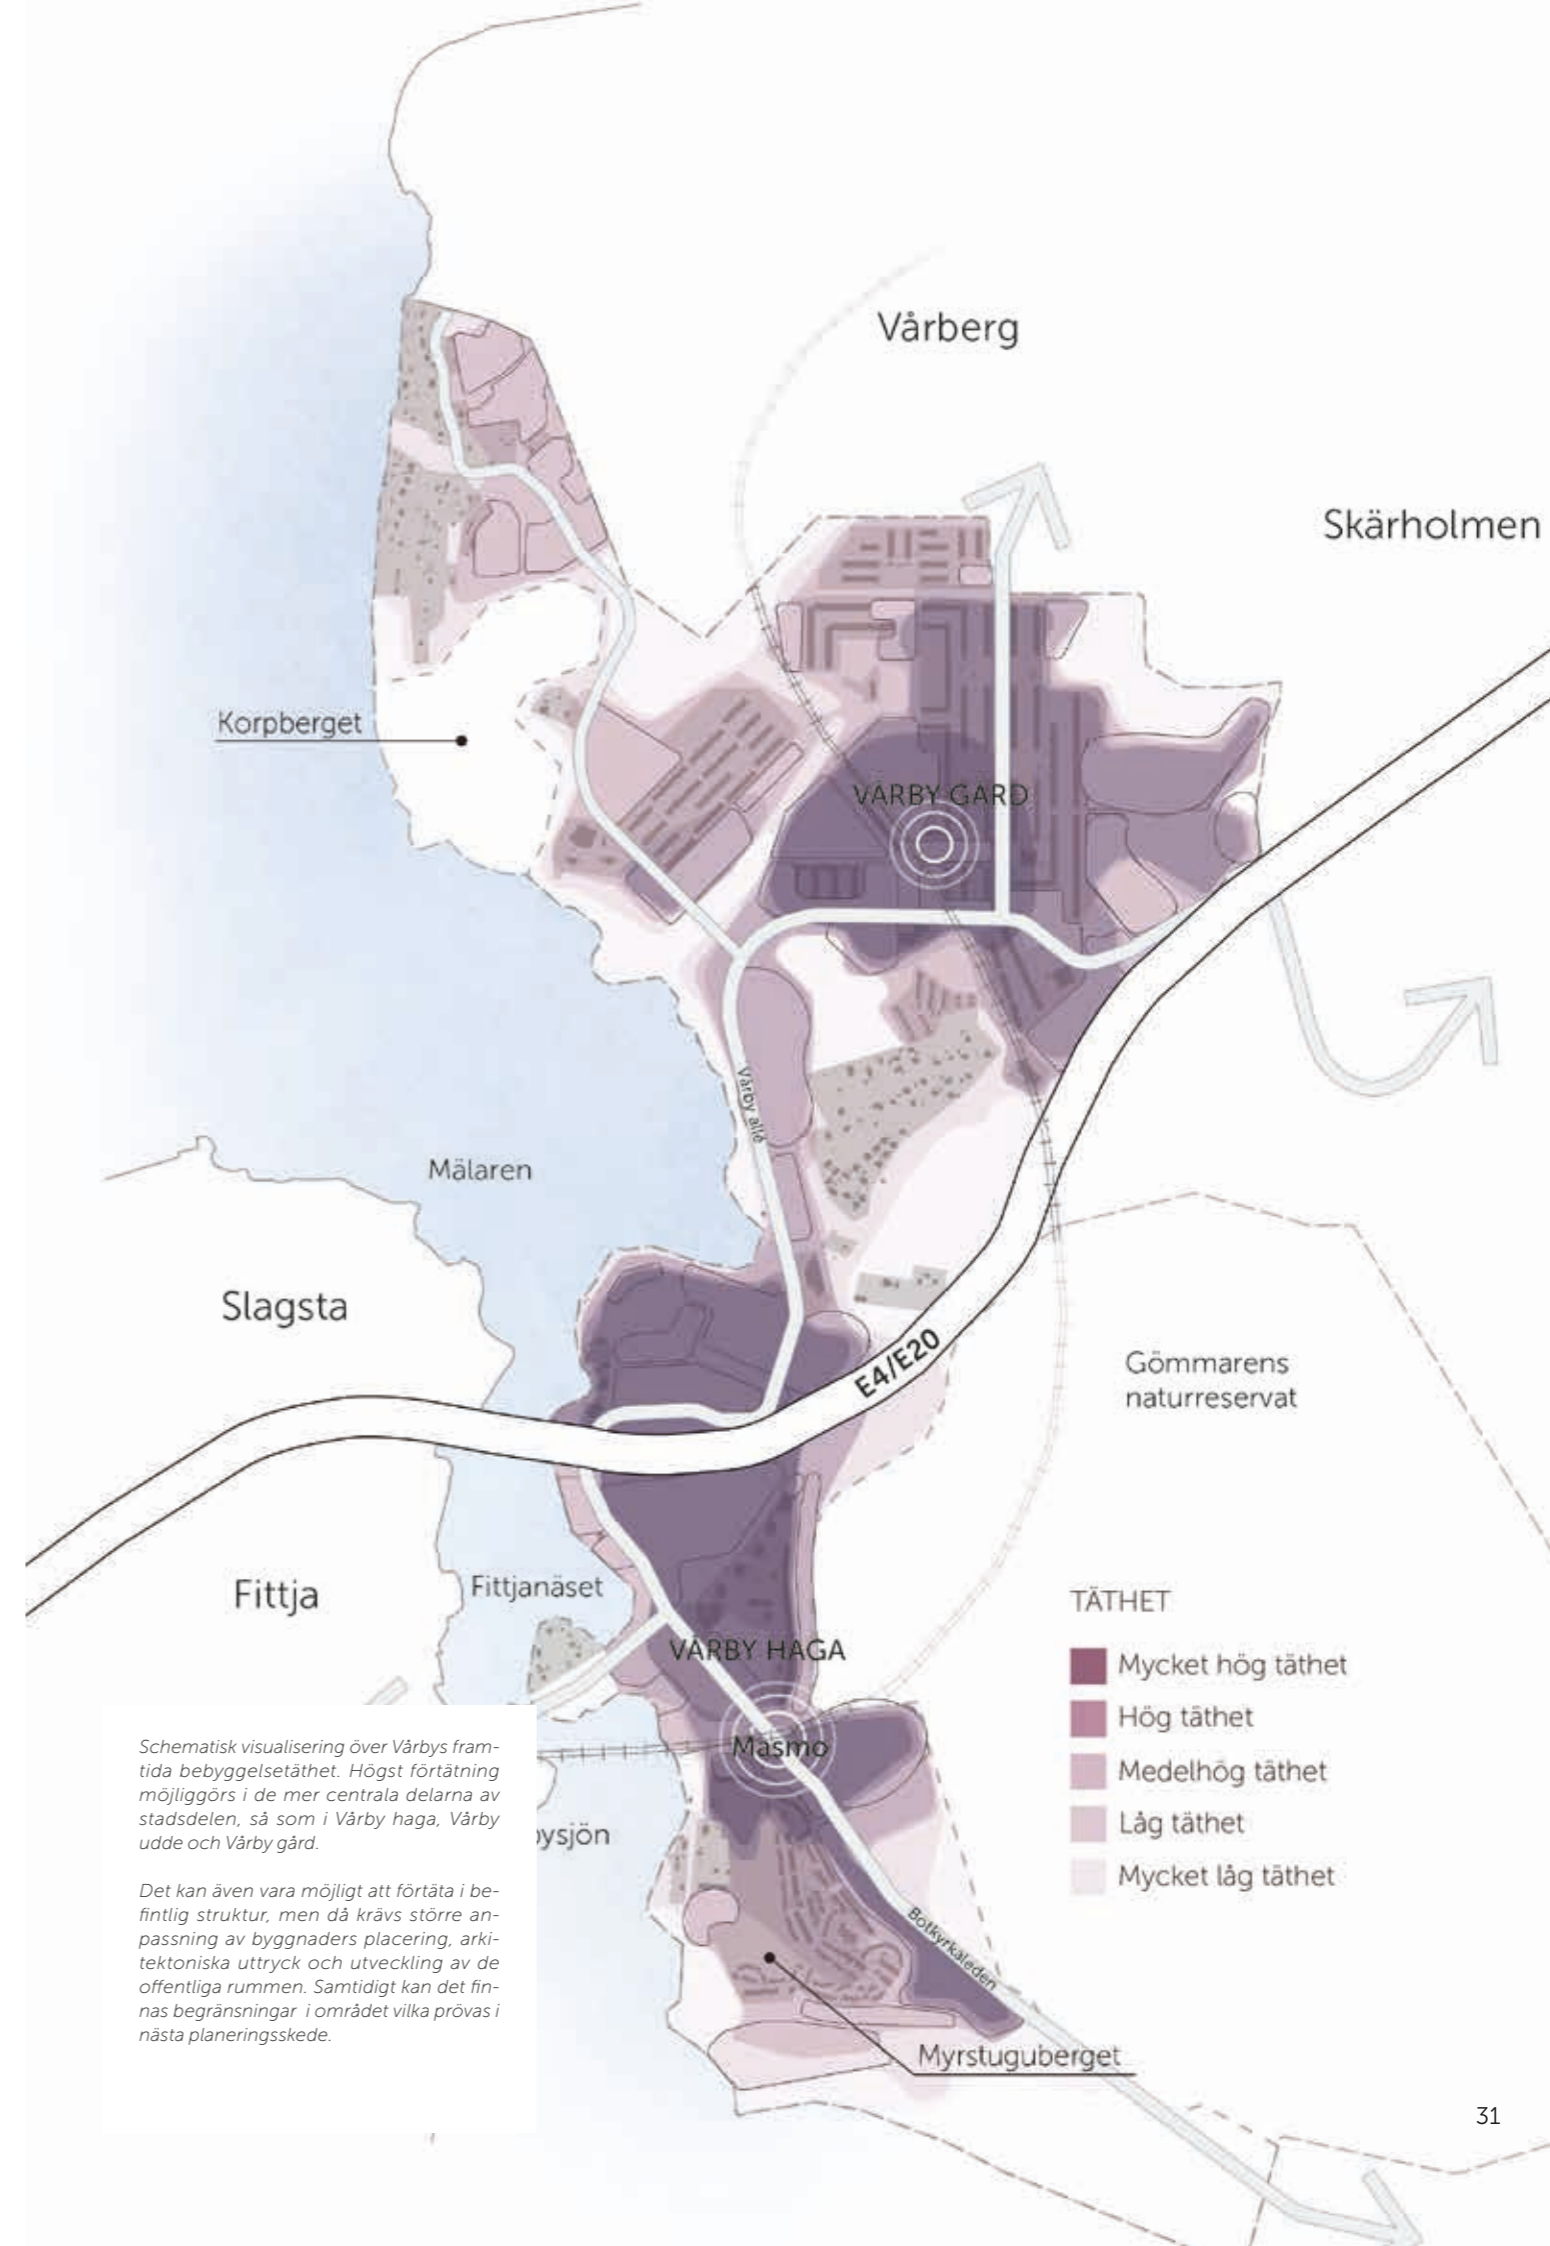 Vårberg
Skärholmen
Korpberget
VÅRBY GÅRD
Vårby allé
Mälaren
Slagsta
E4/E20
Gömmarens
naturreservat
Fittja
Fittjanäset
TÄTHET
Mycket hög täthet
Hög täthet
Medelhög täthet
Låg täthet
Mycket låg täthet
VÅRBY HAGA
Masmo
Schematisk visualisering över Vårbys fram-
tida bebyggelsetäthet. Högst förtätning
möjliggörs i de mer centrala delarna av
stadsdelen, så som i Vårby haga, Vårby
udde och Vårby gård.
Det kan även vara möjligt att förtäta i be-
fintlig struktur, men då krävs större an-
passning av byggnaders placering, arki-
tektoniska uttryck och utveckling av de
offentliga rummen. Samtidigt kan det fin-
nas begränsningar i området vilka prövas i
nästa planeringsskede.
Botkyrkaleden
Myrstuguberget
31